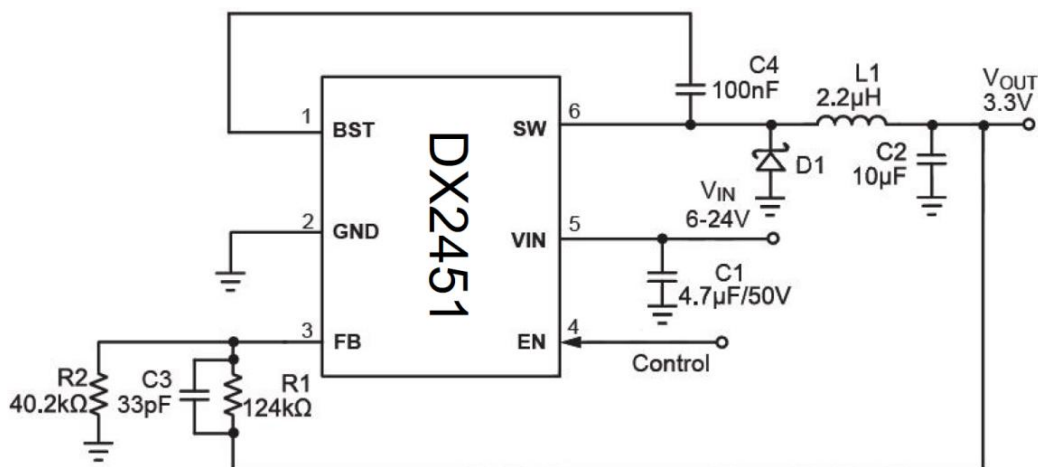 C4
100nF
L1
2.2µH
VOUT
3.3V
1
BST
SW
6
D1
C2
10µF
DX2451
VIN
6-24V
2
GND
VIN
5
C1
4.7µF/50V
3
FB
EN
4
Control
R2
40.2kΩ
C3
33pF
R1
124kΩ